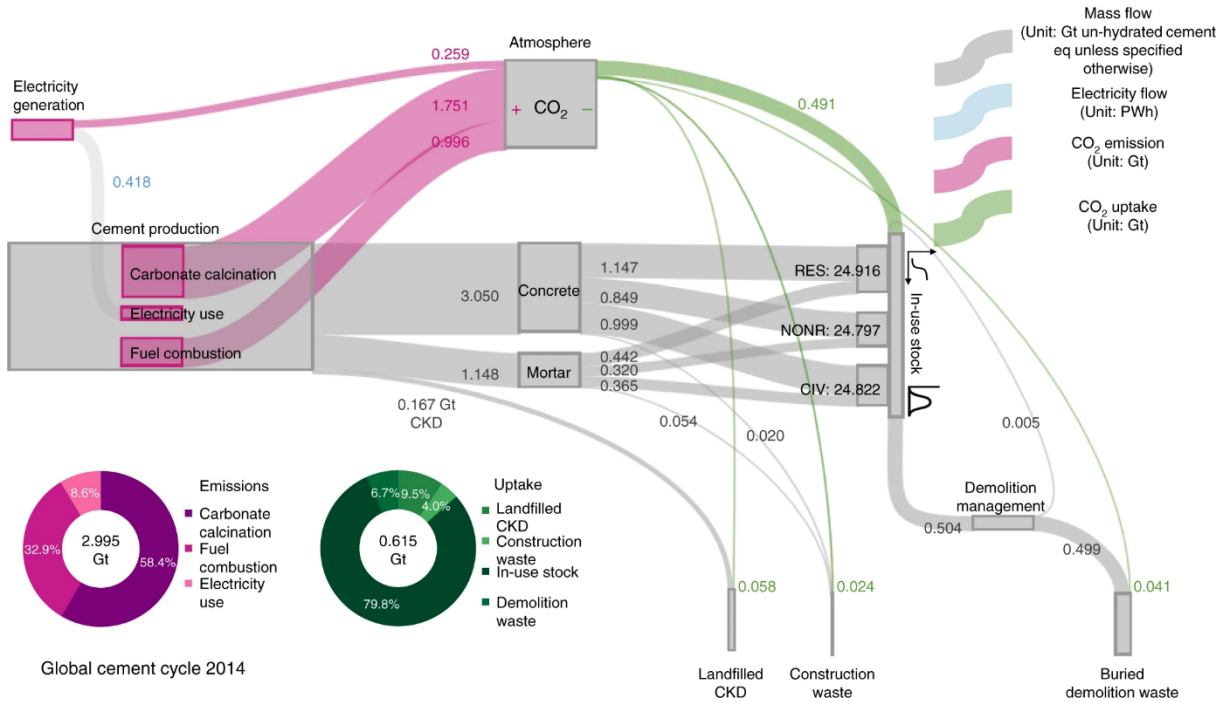 Mass flow
(Unit: Gt un-hydrated cement
eq unless specified
otherwise)
Electricity flow
(Unit: PWh)
CO₂ emission
(Unit: Gt)
CO₂ uptake
(Unit: Gt)
Atmosphere
+ CO₂ −
0.259
1.751
0.996
0.491
Electricity
generation
0.418
Cement production
Carbonate calcination
Electricity use
Fuel combustion
3.050
1.148
0.167 Gt
CKD
Concrete
Mortar
1.147
0.849
0.999
0.442
0.320
0.365
0.054
0.020
RES: 24.916
NONR: 24.797
CIV: 24.822
In-use stock
0.005
Demolition
management
0.504
0.499
0.058
0.024
0.041
Landfilled
CKD
Construction
waste
Buried
demolition waste
8.6%
32.9%
58.4%
2.995
Gt
Emissions
Carbonate
calcination
Fuel
combustion
Electricity
use
6.7%
9.5%
4.0%
79.8%
0.615
Gt
Uptake
Landfilled
CKD
Construction
waste
In-use stock
Demolition
waste
Global cement cycle 2014